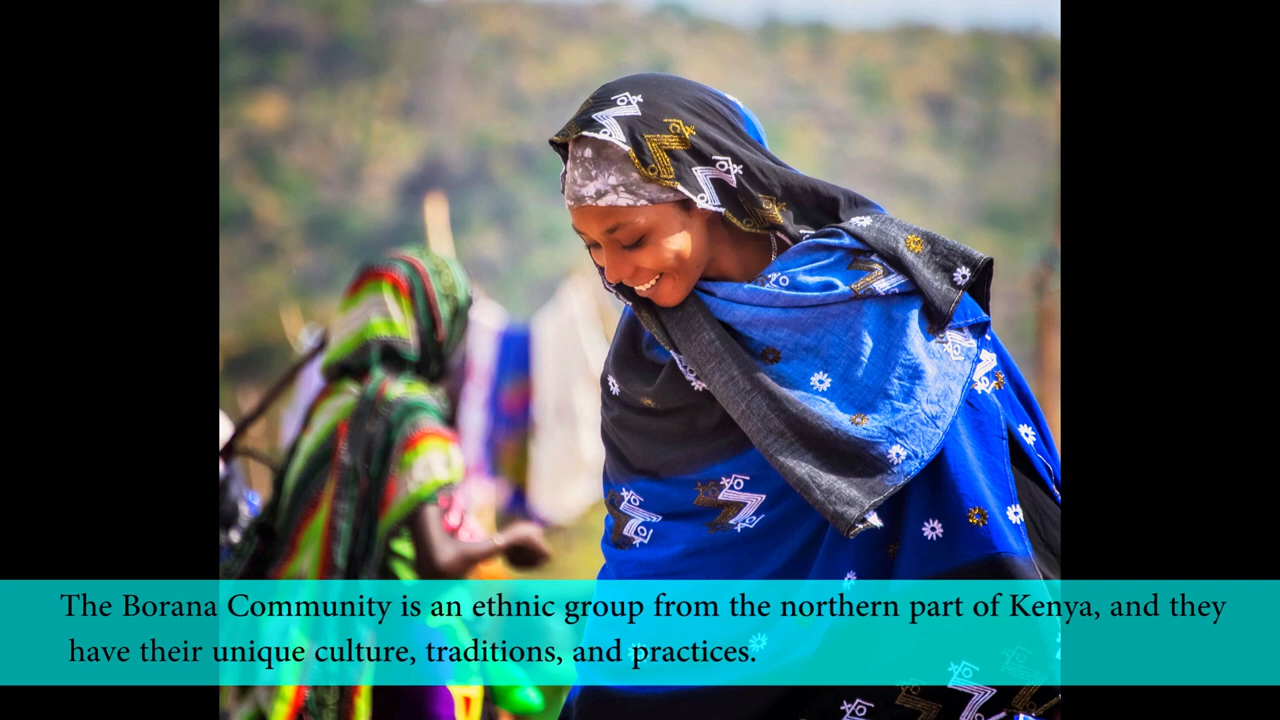 The Borana Community is an ethnic group from the northern part of Kenya, and they
have their unique culture, traditions, and practices.